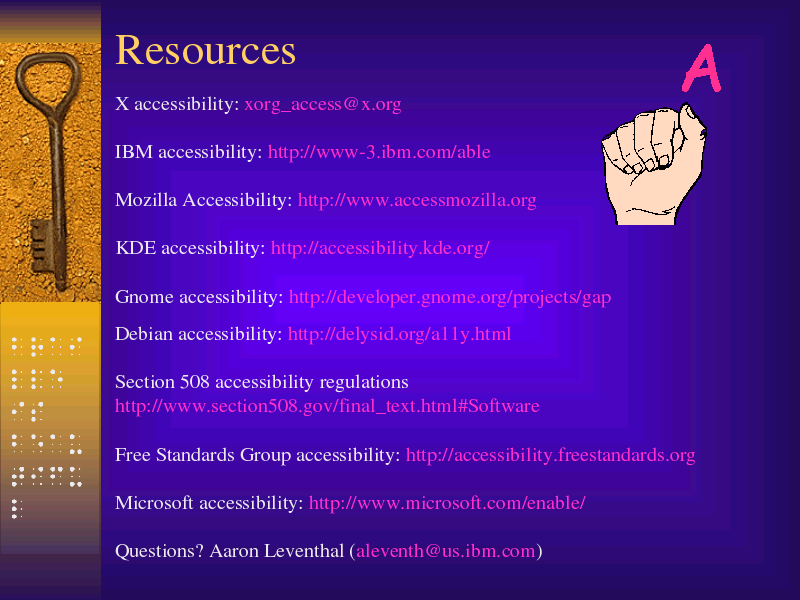 Resources
A
X accessibility: xorg_access@x.org
IBM accessibility: http://www-3.ibm.com/able
Mozilla Accessibility: http://www.accessmozilla.org
KDE accessibility: http://accessibility.kde.org/
Gnome accessibility: http://developer.gnome.org/projects/gap
Debian accessibility: http://delysid.org/a11y.html
Section 508 accessibility regulations
http://www.section508.gov/final_text.html#Software
Free Standards Group accessibility: http://accessibility.freestandards.org
Microsoft accessibility: http://www.microsoft.com/enable/
Questions? Aaron Leventhal (aleventh@us.ibm.com)